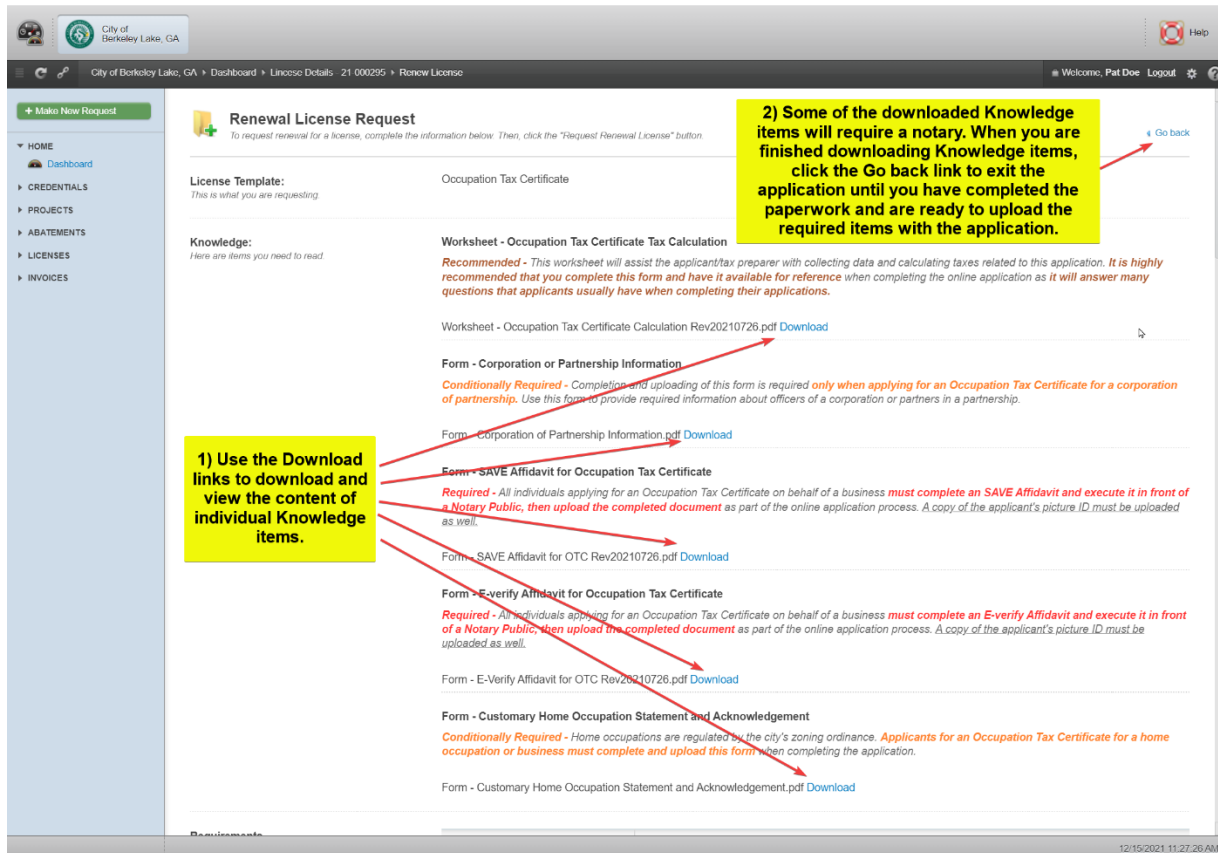 City of
Berkeley Lake, GA
Help
City of Berkeley Lake, GA ▸ Dashboard ▸ Lincese Details 21 000295 ▸ Renew License
Welcome, Pat Doe Logout
+ Make New Request
HOME
Dashboard
CREDENTIALS
PROJECTS
ABATEMENTS
LICENSES
INVOICES
Renewal License Request
To request renewal for a license, complete the information below. Then, click the "Request Renewal License" button.
Go back
2) Some of the downloaded Knowledge
items will require a notary. When you are
finished downloading Knowledge items,
click the Go back link to exit the
application until you have completed the
paperwork and are ready to upload the
required items with the application.
License Template:
This is what you are requesting.
Occupation Tax Certificate
Knowledge:
Here are items you need to read.
Worksheet - Occupation Tax Certificate Tax Calculation
Recommended - This worksheet will assist the applicant/tax preparer with collecting data and calculating taxes related to this application. It is highly
recommended that you complete this form and have it available for reference when completing the online application as it will answer many
questions that applicants usually have when completing their applications.
Worksheet - Occupation Tax Certificate Calculation Rev20210726.pdf Download
Form - Corporation or Partnership Information
Conditionally Required - Completion and uploading of this form is required only when applying for an Occupation Tax Certificate for a corporation
of partnership. Use this form to provide required information about officers of a corporation or partners in a partnership.
Form - Corporation of Partnership Information.pdf Download
1) Use the Download
links to download and
view the content of
individual Knowledge
items.
Form - SAVE Affidavit for Occupation Tax Certificate
Required - All individuals applying for an Occupation Tax Certificate on behalf of a business must complete an SAVE Affidavit and execute it in front of
a Notary Public, then upload the completed document as part of the online application process. A copy of the applicant's picture ID must be uploaded
as well.
Form - SAVE Affidavit for OTC Rev20210726.pdf Download
Form - E-verify Affidavit for Occupation Tax Certificate
Required - All individuals applying for an Occupation Tax Certificate on behalf of a business must complete an E-verify Affidavit and execute it in front
of a Notary Public, then upload the completed document as part of the online application process. A copy of the applicant's picture ID must be
uploaded as well.
Form - E-Verify Affidavit for OTC Rev20210726.pdf Download
Form - Customary Home Occupation Statement and Acknowledgement
Conditionally Required - Home occupations are regulated by the city's zoning ordinance. Applicants for an Occupation Tax Certificate for a home
occupation or business must complete and upload this form when completing the application.
Form - Customary Home Occupation Statement and Acknowledgement.pdf Download
Requirements
12/15/2021 11:27:26 AM